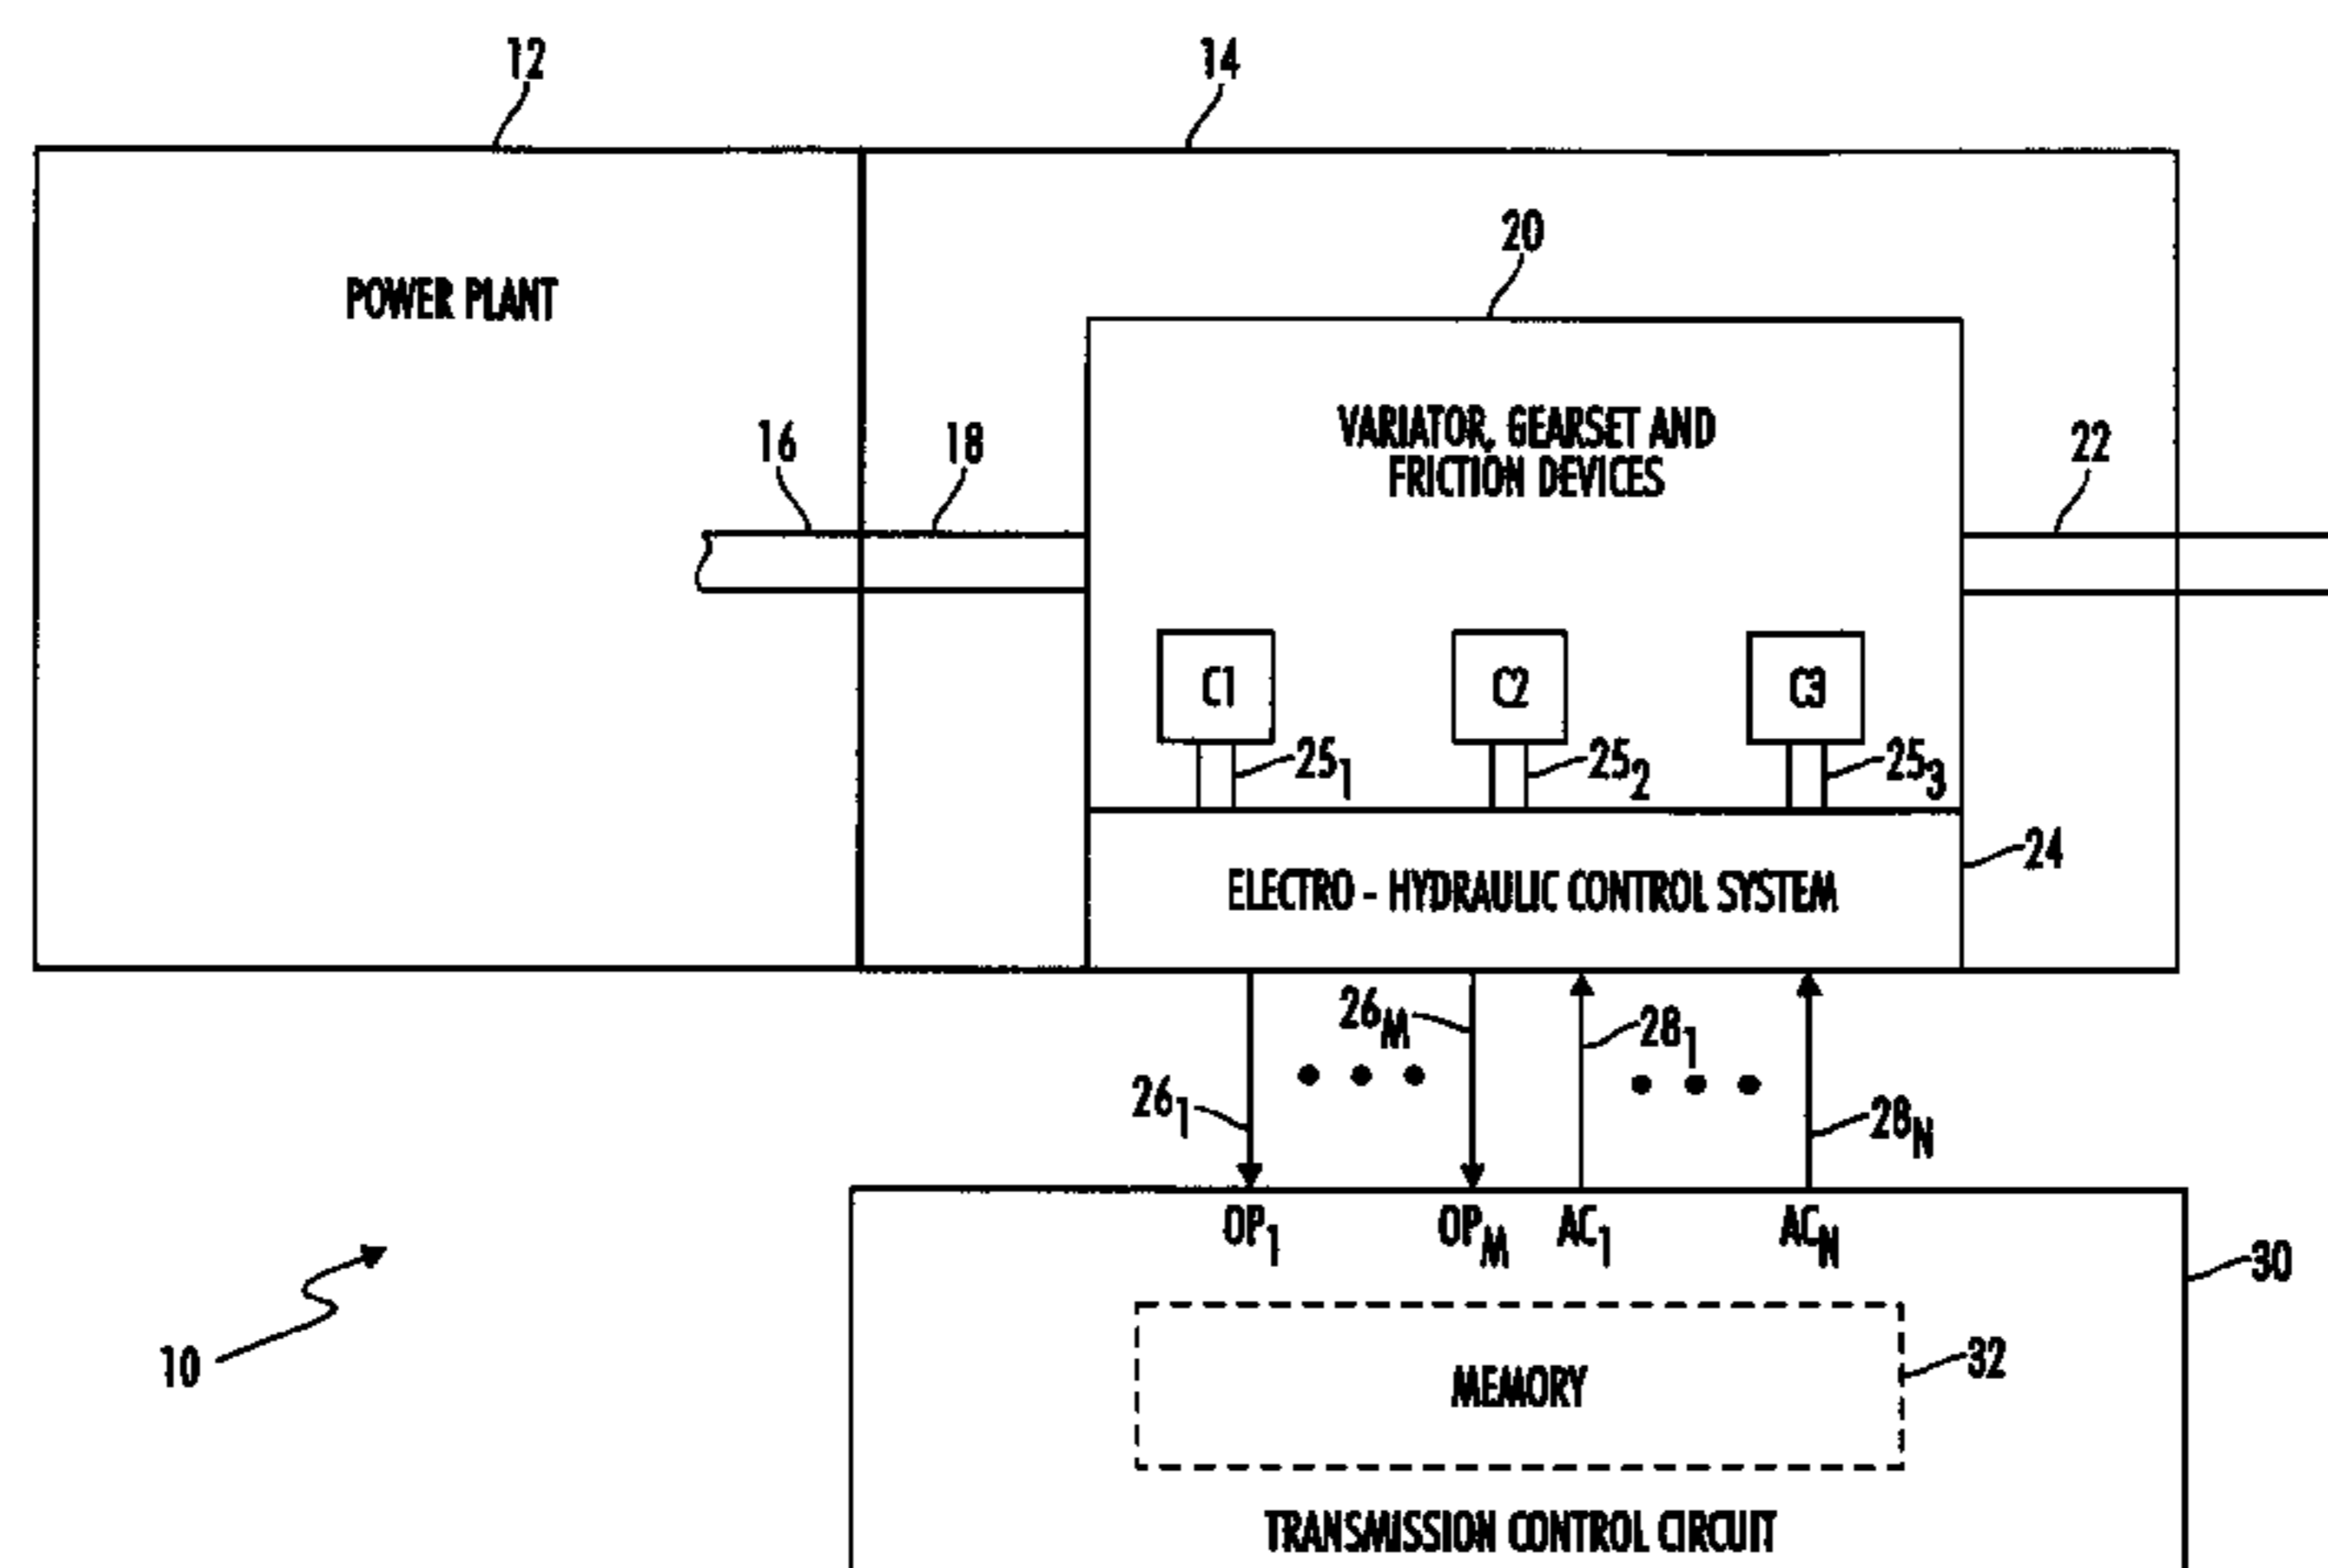 12
14
20
POWER PLANT
VARIATOR, GEARSET AND
FRICTION DEVICES
16
18
22
C1
C2
C3
25₁
25₂
25₃
24
ELECTRO - HYDRAULIC CONTROL SYSTEM
26M
28₁
26₁
28N
OP₁
OPM
AC₁
ACN
30
10
32
MEMORY
TRANSMISSION CONTROL CIRCUIT